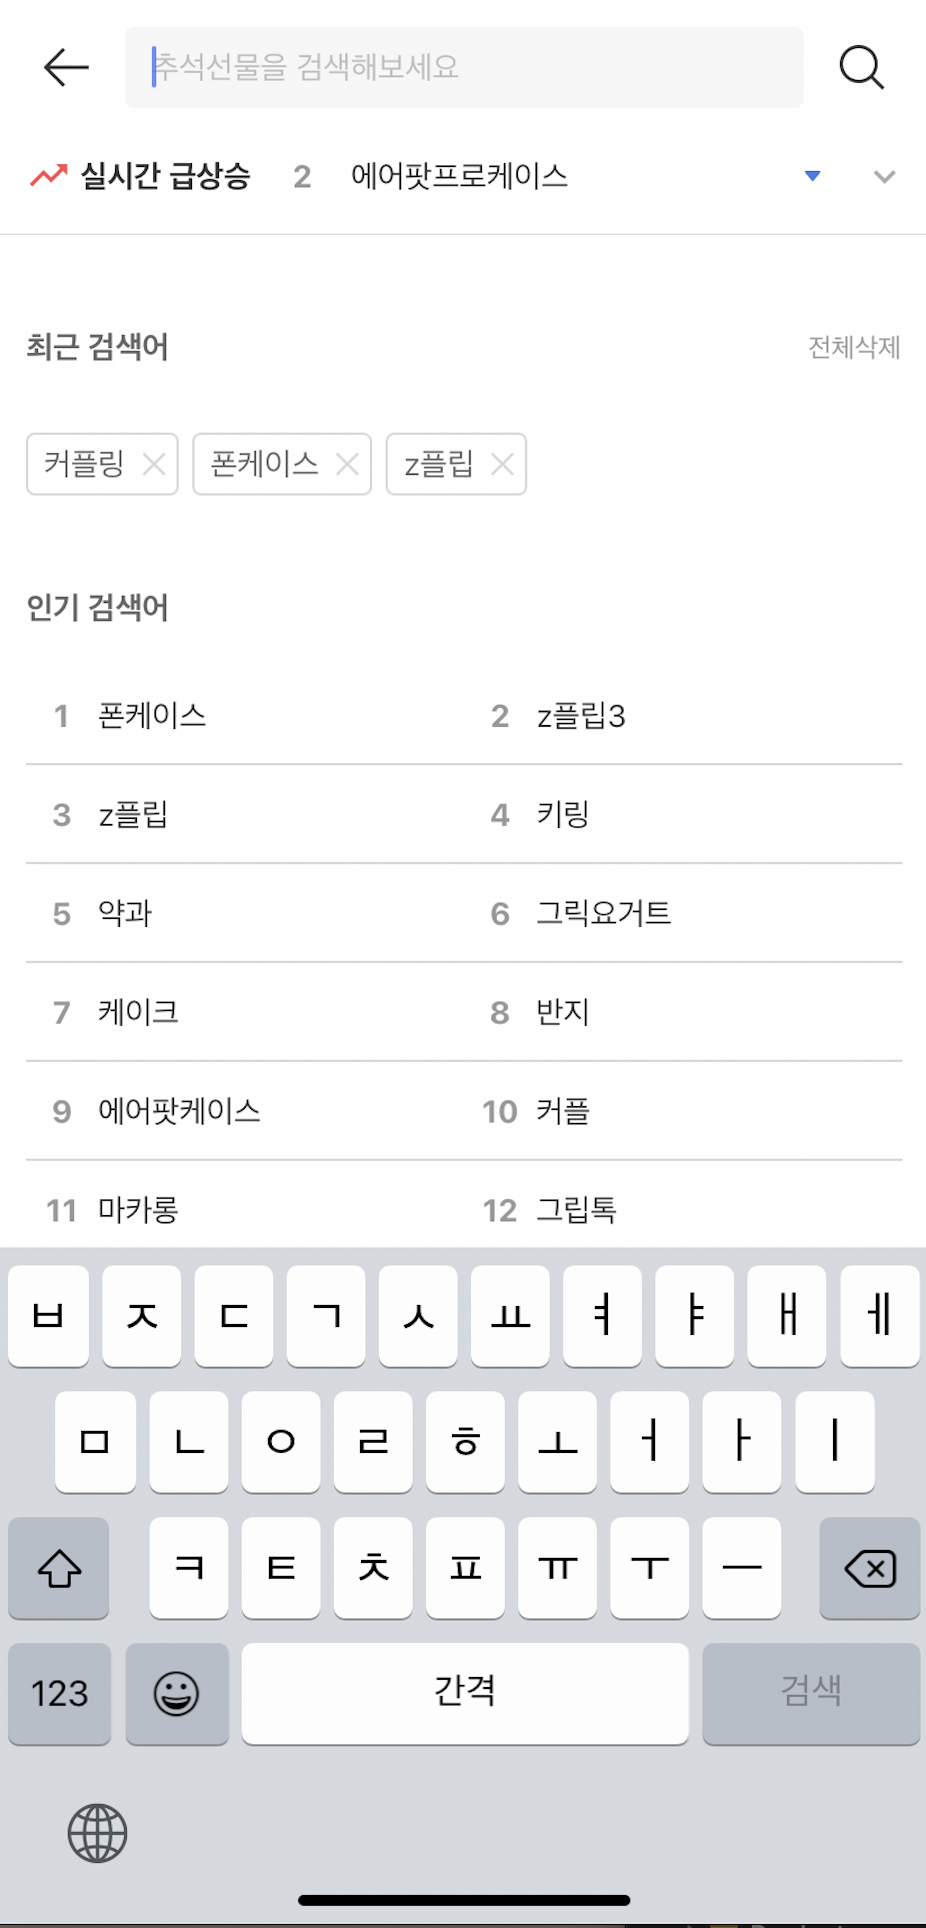 추석선물을 검색해보세요
실시간 급상승 2 에어팟프로케이스
최근 검색어 전체삭제
커플링 폰케이스 z플립
인기 검색어
1 폰케이스 2 z플립3
3 z플립 4 키링
5 약과 6 그릭요거트
7 케이크 8 반지
9 에어팟케이스 10 커플
11 마카롱 12 그립톡
ㅂ ㅈ ㄷ ㄱ ㅅ ㅛ ㅕ ㅑ ㅐ ㅔ
ㅁ ㄴ ㅇ ㄹ ㅎ ㅗ ㅓ ㅏ ㅣ
ㅋ ㅌ ㅊ ㅍ ㅠ ㅜ ㅡ
123 간격 검색